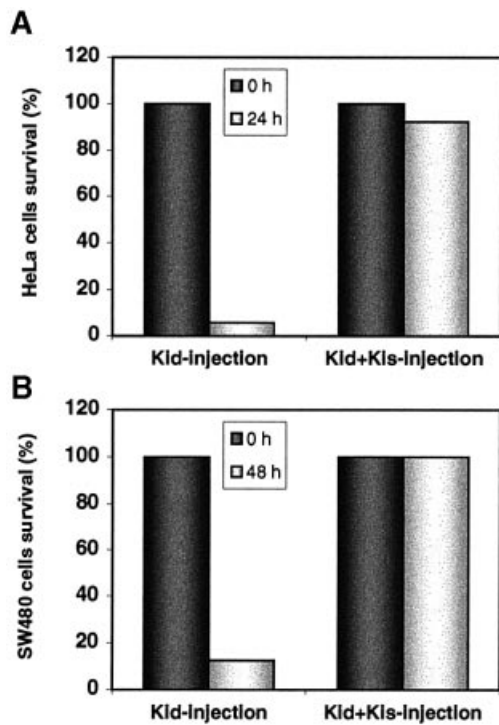 A
HeLa cells survival (%)
120
100
80
60
40
20
0
0 h
24 h
Kid-injection Kid+Kis-injection
B
SW480 cells survival (%)
120
100
80
60
40
20
0
0 h
48 h
Kid-injection Kid+Kis-injection